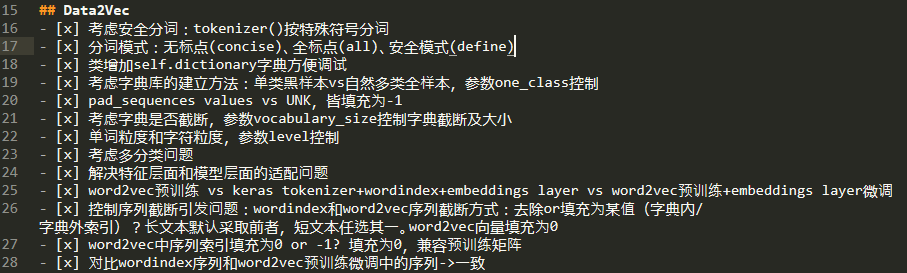 15 ## Data2Vec
16 - [x] 考虑安全分词：tokenizer()按特殊符号分词
17 - [x] 分词模式：无标点(concise)、全标点(all)、安全模式(define)
18 - [x] 类增加self.dictionary字典方便调试
19 - [x] 考虑字典库的建立方法：单类黑样本vs自然多类全样本，参数one_class控制
20 - [x] pad_sequences values vs UNK，皆填充为-1
21 - [x] 考虑字典是否截断，参数vocabulary_size控制字典截断及大小
22 - [x] 单词粒度和字符粒度，参数level控制
23 - [x] 考虑多分类问题
24 - [x] 解决特征层面和模型层面的适配问题
25 - [x] word2vec预训练 vs keras tokenizer+wordindex+embeddings layer vs word2vec预训练+embeddings layer微调
26 - [x] 控制序列截断引发问题：wordindex和word2vec序列截断方式：去除or填充为某值（字典内/
字典外索引）？长文本默认采取前者，短文本任选其一。word2vec向量填充为0
27 - [x] word2vec中序列索引填充为0 or -1？填充为0，兼容预训练矩阵
28 - [x] 对比wordindex序列和word2vec预训练微调中的序列->一致